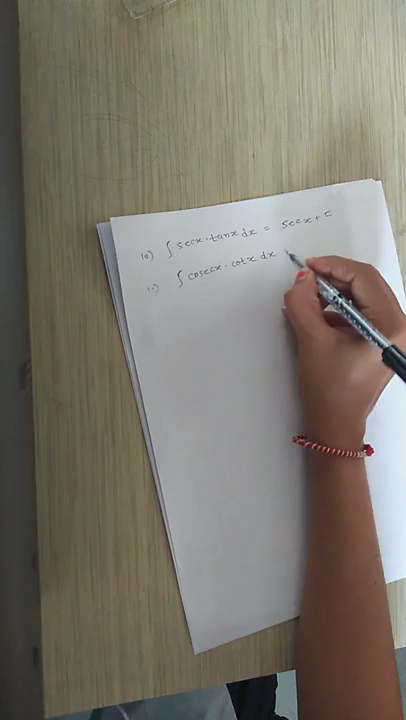 10) ∫ secx·tanx dx = secx + c
11) ∫ cosecx·cotx dx